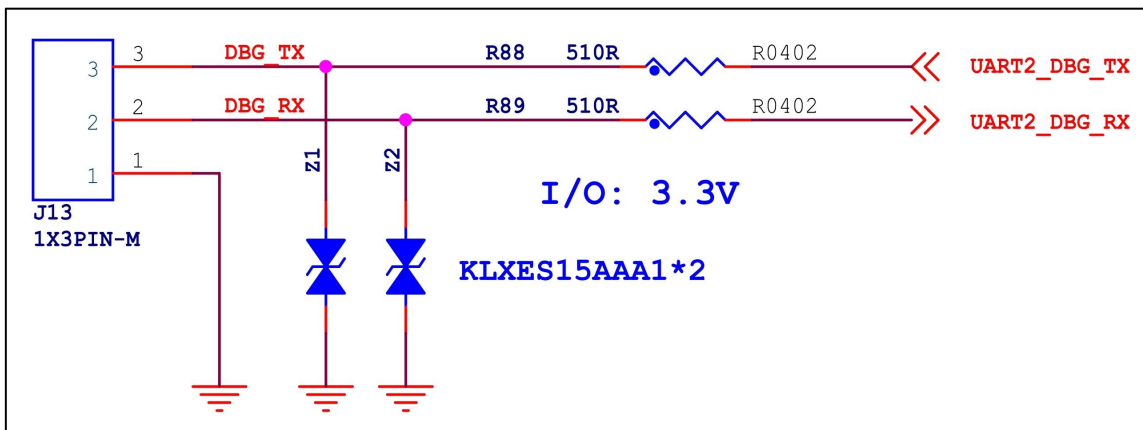 3 3 DBG_TX R88 510R R0402 UART2_DBG_TX
2 2 DBG_RX R89 510R R0402 UART2_DBG_RX
1 1 Z1 Z2
I/O: 3.3V
J13
1X3PIN-M
KLXES15AAA1*2